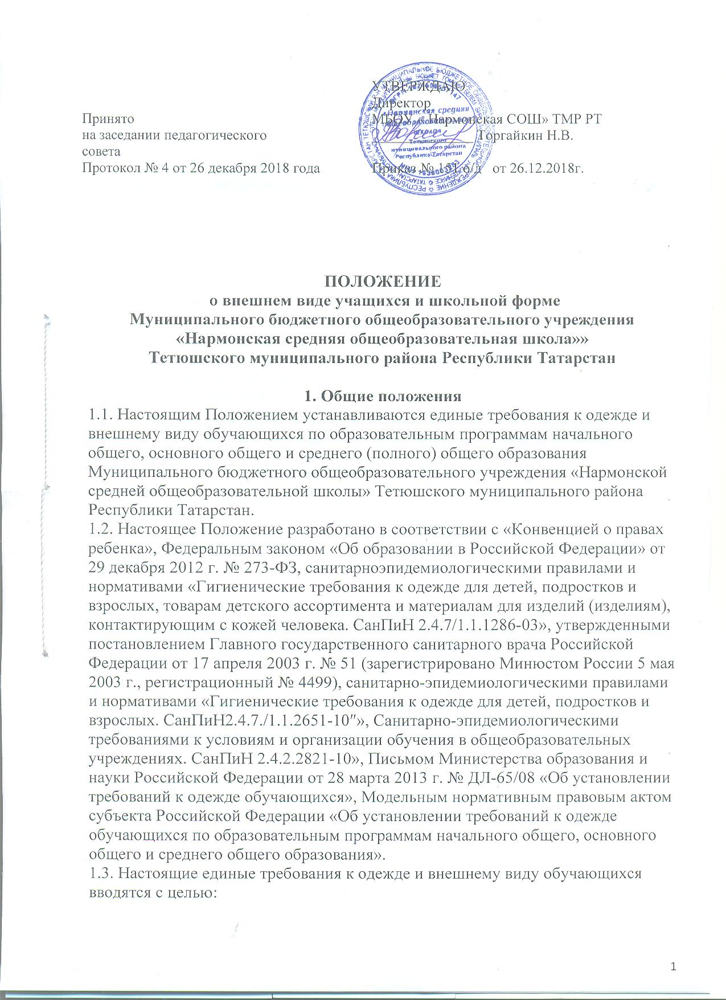 Принято
на заседании педагогического
совета
Протокол № 4 от 26 декабря 2018 года
УТВЕРЖДАЮ
Директор
МБОУ « Нармонская СОШ» ТМР РТ
Торгайкин Н.В.
Приказ № 151 о/д от 26.12.2018г.
Нармонская средняя
общеобразовательная
школа
Тетюшского
муниципального района
Республика Татарстан
ПОЛОЖЕНИЕ
о внешнем виде учащихся и школьной форме
Муниципального бюджетного общеобразовательного учреждения
«Нармонская средняя общеобразовательная школа»»
Тетюшского муниципального района Республики Татарстан
1. Общие положения
1.1. Настоящим Положением устанавливаются единые требования к одежде и
внешнему виду обучающихся по образовательным программам начального
общего, основного общего и среднего (полного) общего образования
Муниципального бюджетного общеобразовательного учреждения «Нармонской
средней общеобразовательной школы» Тетюшского муниципального района
Республики Татарстан.
1.2. Настоящее Положение разработано в соответствии с «Конвенцией о правах
ребенка», Федеральным законом «Об образовании в Российской Федерации» от
29 декабря 2012 г. № 273-ФЗ, санитарноэпидемиологическими правилами и
нормативами «Гигиенические требования к одежде для детей, подростков и
взрослых, товарам детского ассортимента и материалам для изделий (изделиям),
контактирующим с кожей человека. СанПиН 2.4.7/1.1.1286-03», утвержденными
постановлением Главного государственного санитарного врача Российской
Федерации от 17 апреля 2003 г. № 51 (зарегистрировано Минюстом России 5 мая
2003 г., регистрационный № 4499), санитарно-эпидемиологическими правилами
и нормативами «Гигиенические требования к одежде для детей, подростков и
взрослых. СанПиН2.4.7./1.1.2651-10″», Санитарно-эпидемиологическими
требованиями к условиям и организации обучения в общеобразовательных
учреждениях. СанПиН 2.4.2.2821-10», Письмом Министерства образования и
науки Российской Федерации от 28 марта 2013 г. № ДЛ-65/08 «Об установлении
требований к одежде обучающихся», Модельным нормативным правовым актом
субъекта Российской Федерации «Об установлении требований к одежде
обучающихся по образовательным программам начального общего, основного
общего и среднего общего образования».
1.3. Настоящие единые требования к одежде и внешнему виду обучающихся
вводятся с целью:
1